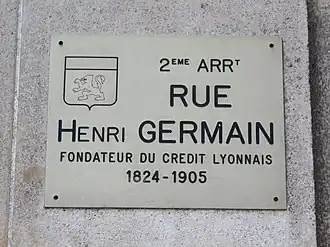 2EME ARRT
RUE
HENRI GERMAIN
FONDATEUR DU CREDIT LYONNAIS
1824-1905